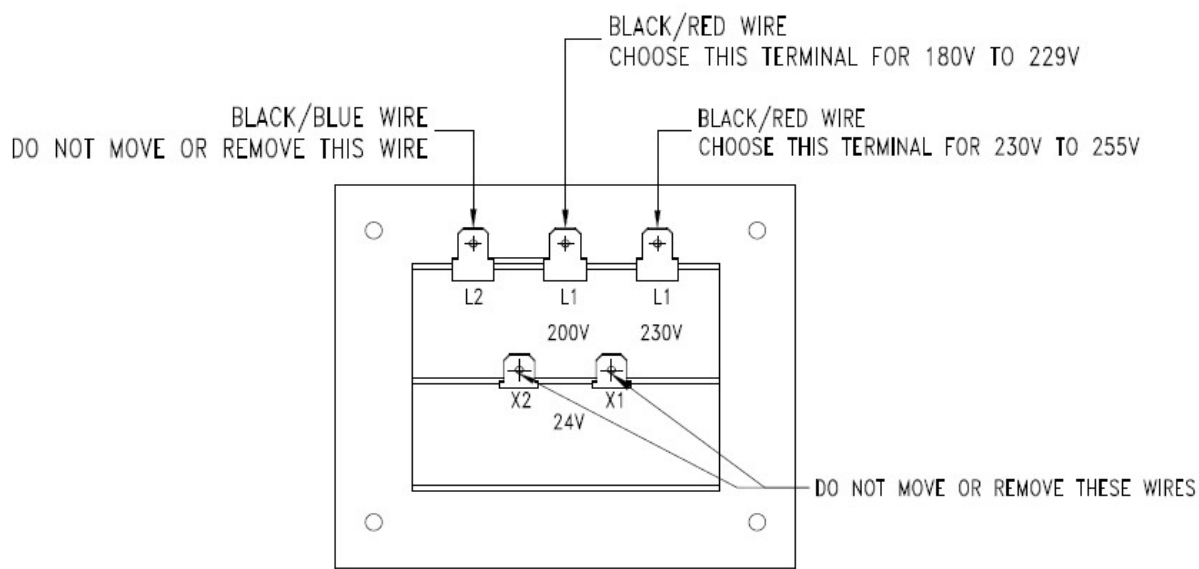 BLACK/RED WIRE
CHOOSE THIS TERMINAL FOR 180V TO 229V
BLACK/BLUE WIRE
DO NOT MOVE OR REMOVE THIS WIRE
BLACK/RED WIRE
CHOOSE THIS TERMINAL FOR 230V TO 255V
L2
L1
L1
200V
230V
X2
X1
24V
DO NOT MOVE OR REMOVE THESE WIRES